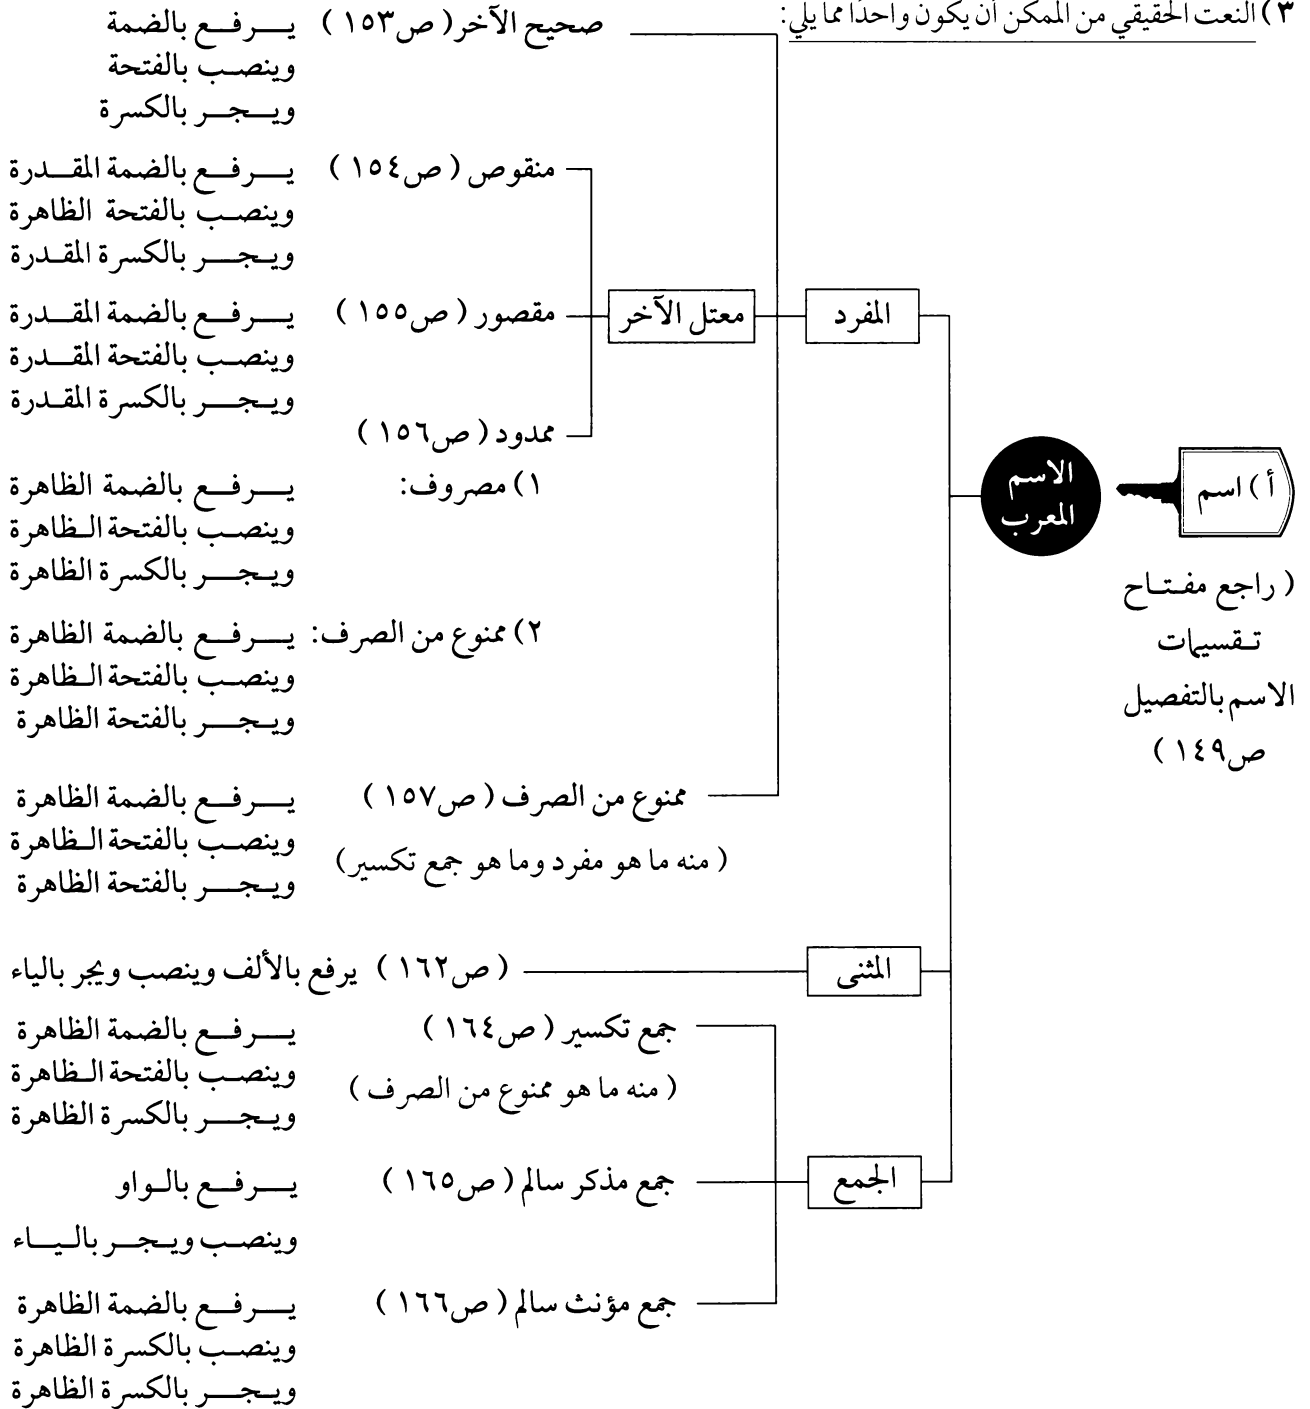 ٣) النعت الحقيقي من الممكن أن يكون واحدًا مما يلي:
صحيح الآخر (ص١٥٣) يرفع بالضمة
وينصب بالفتحة
ويجر بالكسرة
منقوص (ص١٥٤) يرفع بالضمة المقدرة
وينصب بالفتحة الظاهرة
ويجر بالكسرة المقدرة
المفرد
معتل الآخر
مقصور (ص١٥٥) يرفع بالضمة المقدرة
وينصب بالفتحة المقدرة
ويجر بالكسرة المقدرة
ممدود (ص١٥٦)
١) مصروف: يرفع بالضمة الظاهرة
وينصب بالفتحة الظاهرة
ويجر بالكسرة الظاهرة
أ) اسم
الاسم
المعرب
(راجع مفتاح
تقسيمات
الاسم بالتفصيل
ص١٤٩)
٢) ممنوع من الصرف: يرفع بالضمة الظاهرة
وينصب بالفتحة الظاهرة
ويجر بالفتحة الظاهرة
ممنوع من الصرف (ص١٥٧) يرفع بالضمة الظاهرة
وينصب بالفتحة الظاهرة
(منه ما هو مفرد وما هو جمع تكسير)
ويجر بالفتحة الظاهرة
المثنى (ص١٦٢) يرفع بالألف وينصب ويجر بالياء
جمع تكسير (ص١٦٤) يرفع بالضمة الظاهرة
وينصب بالفتحة الظاهرة
(منه ما هو ممنوع من الصرف)
ويجر بالكسرة الظاهرة
الجمع
جمع مذكر سالم (ص١٦٥) يرفع بالواو
وينصب ويجر بالياء
جمع مؤنث سالم (ص١٦٦) يرفع بالضمة الظاهرة
وينصب بالكسرة الظاهرة
ويجر بالكسرة الظاهرة